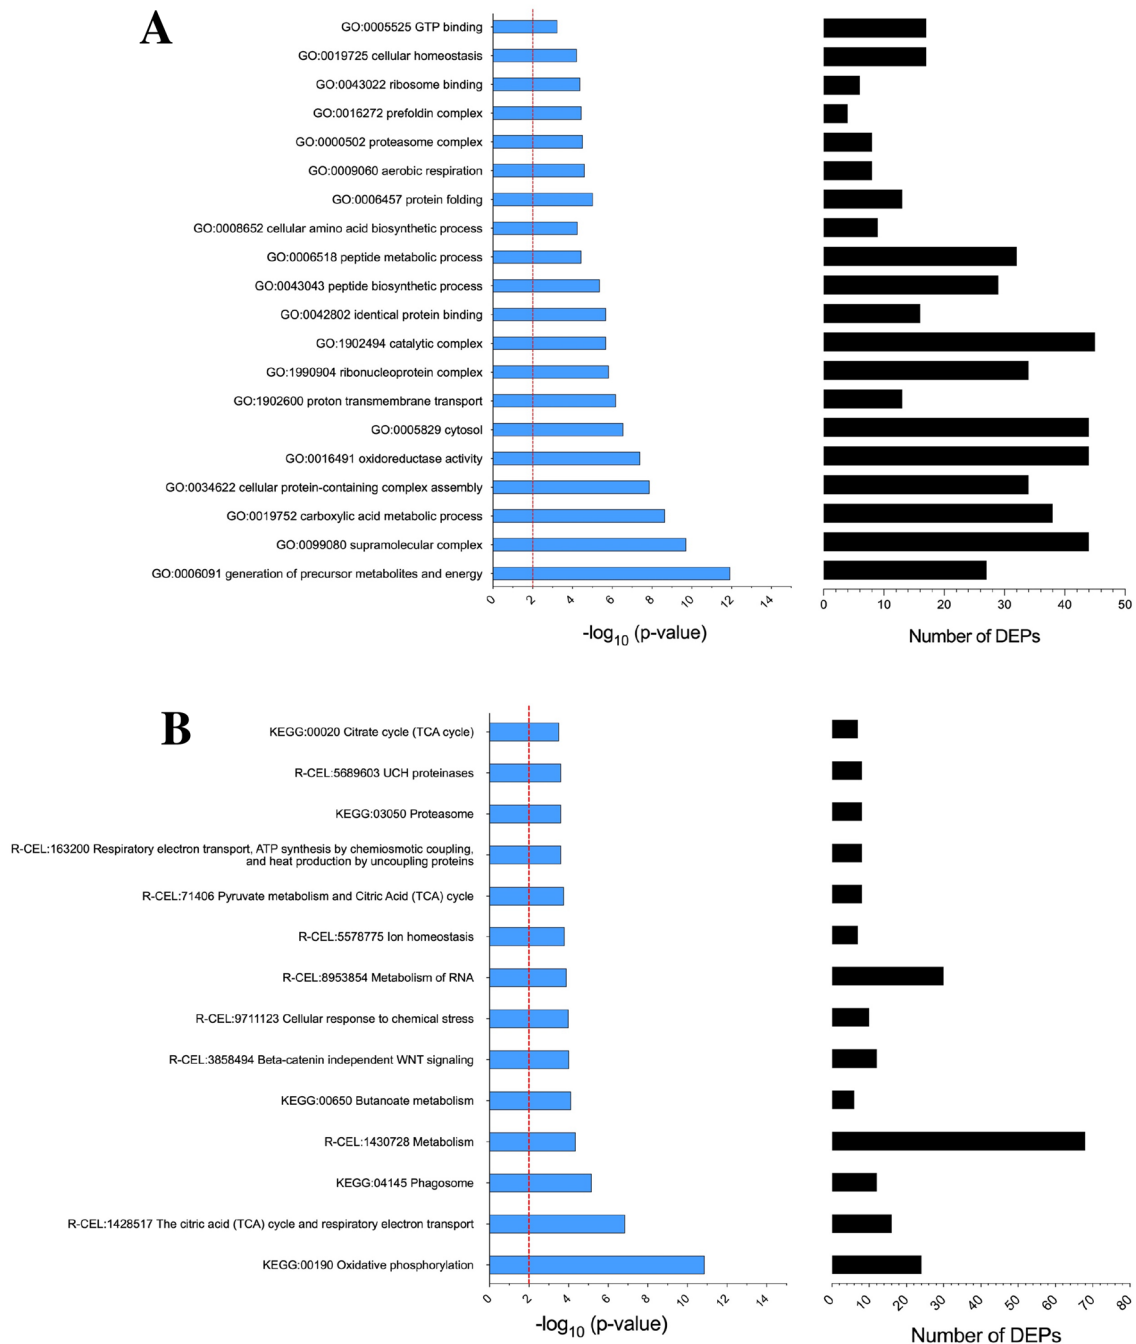 A
GO:0005525 GTP binding
GO:0019725 cellular homeostasis
GO:0043022 ribosome binding
GO:0016272 prefoldin complex
GO:0000502 proteasome complex
GO:0009060 aerobic respiration
GO:0006457 protein folding
GO:0008652 cellular amino acid biosynthetic process
GO:0006518 peptide metabolic process
GO:0043043 peptide biosynthetic process
GO:0042802 identical protein binding
GO:1902494 catalytic complex
GO:1990904 ribonucleoprotein complex
GO:1902600 proton transmembrane transport
GO:0005829 cytosol
GO:0016491 oxidoreductase activity
GO:0034622 cellular protein-containing complex assembly
GO:0019752 carboxylic acid metabolic process
GO:0099080 supramolecular complex
GO:0006091 generation of precursor metabolites and energy
0 2 4 6 8 10 12 14
-log10 (p-value)
0 10 20 30 40 50
Number of DEPs
B
KEGG:00020 Citrate cycle (TCA cycle)
R-CEL:5689603 UCH proteinases
KEGG:03050 Proteasome
R-CEL:163200 Respiratory electron transport, ATP synthesis by chemiosmotic coupling,
and heat production by uncoupling proteins
R-CEL:71406 Pyruvate metabolism and Citric Acid (TCA) cycle
R-CEL:5578775 Ion homeostasis
R-CEL:8953854 Metabolism of RNA
R-CEL:9711123 Cellular response to chemical stress
R-CEL:3858494 Beta-catenin independent WNT signaling
KEGG:00650 Butanoate metabolism
R-CEL:1430728 Metabolism
KEGG:04145 Phagosome
R-CEL:1428517 The citric acid (TCA) cycle and respiratory electron transport
KEGG:00190 Oxidative phosphorylation
0 2 4 6 8 10 12 14
-log10 (p-value)
0 10 20 30 40 50 60 70 80
Number of DEPs